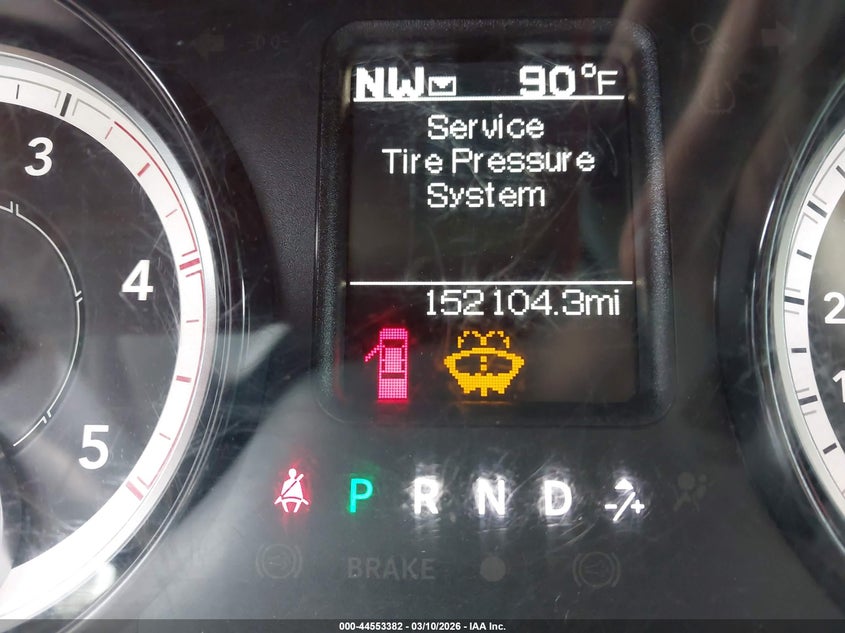 NW 90°F
Service
Tire Pressure
System
152104.3mi
3
4
5
2
1
P R N D -/+
BRAKE
000-44553382 - 03/10/2026 - IAA Inc.